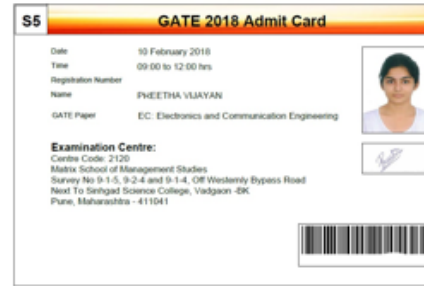 S5
GATE 2018 Admit Card
Date 10 February 2018
Time 09:00 to 12:00 hrs
Registration Number
Name PHEETHA VIJAYAN
GATE Paper EC: Electronics and Communication Engineering
Examination Centre:
Centre Code: 2120
Matrix School of Management Studies
Survey No 9-1-5, 9-2-4 and 9-1-4, Off Westernly Bypass Road
Next To Sinhgad Science College, Vadgaon -BK
Pune, Maharashtra - 411041